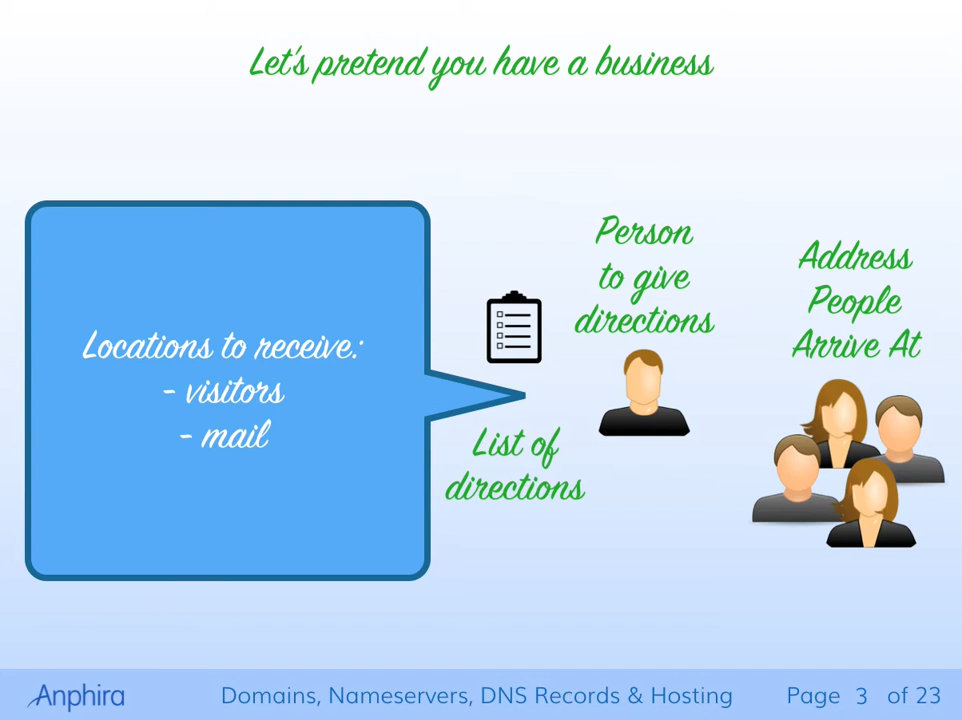 Let's pretend you have a business
Locations to receive:
- visitors
- mail
List of
directions
Person
to give
directions
Address
People
Arrive At
Anphira
Domains, Nameservers, DNS Records & Hosting
Page 3 of 23